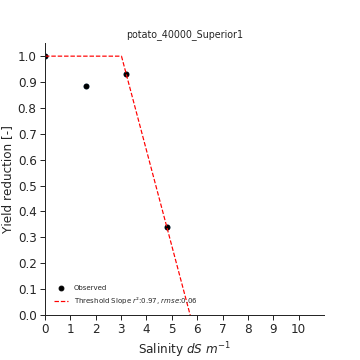 potato_40000_Superior1
Yield reduction [-]
1.0
0.9
0.8
0.7
0.6
0.5
0.4
0.3
0.2
0.1
0.0
Observed
Threshold Slope r²:0.97, rmse:0.06
0 1 2 3 4 5 6 7 8 9 10
Salinity dS m⁻¹